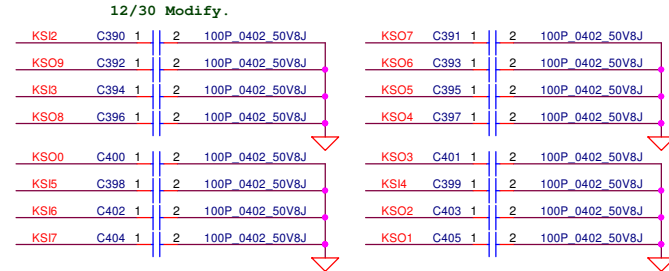 12/30 Modify.
KSI2 C390 1 2 100P_0402_50V8J KSO7 C391 1 2 100P_0402_50V8J
KSO9 C392 1 2 100P_0402_50V8J KSO6 C393 1 2 100P_0402_50V8J
KSI3 C394 1 2 100P_0402_50V8J KSO5 C395 1 2 100P_0402_50V8J
KSO8 C396 1 2 100P_0402_50V8J KSO4 C397 1 2 100P_0402_50V8J
KSO0 C400 1 2 100P_0402_50V8J KSO3 C401 1 2 100P_0402_50V8J
KSI5 C398 1 2 100P_0402_50V8J KSI4 C399 1 2 100P_0402_50V8J
KSI6 C402 1 2 100P_0402_50V8J KSO2 C403 1 2 100P_0402_50V8J
KSI7 C404 1 2 100P_0402_50V8J KSO1 C405 1 2 100P_0402_50V8J